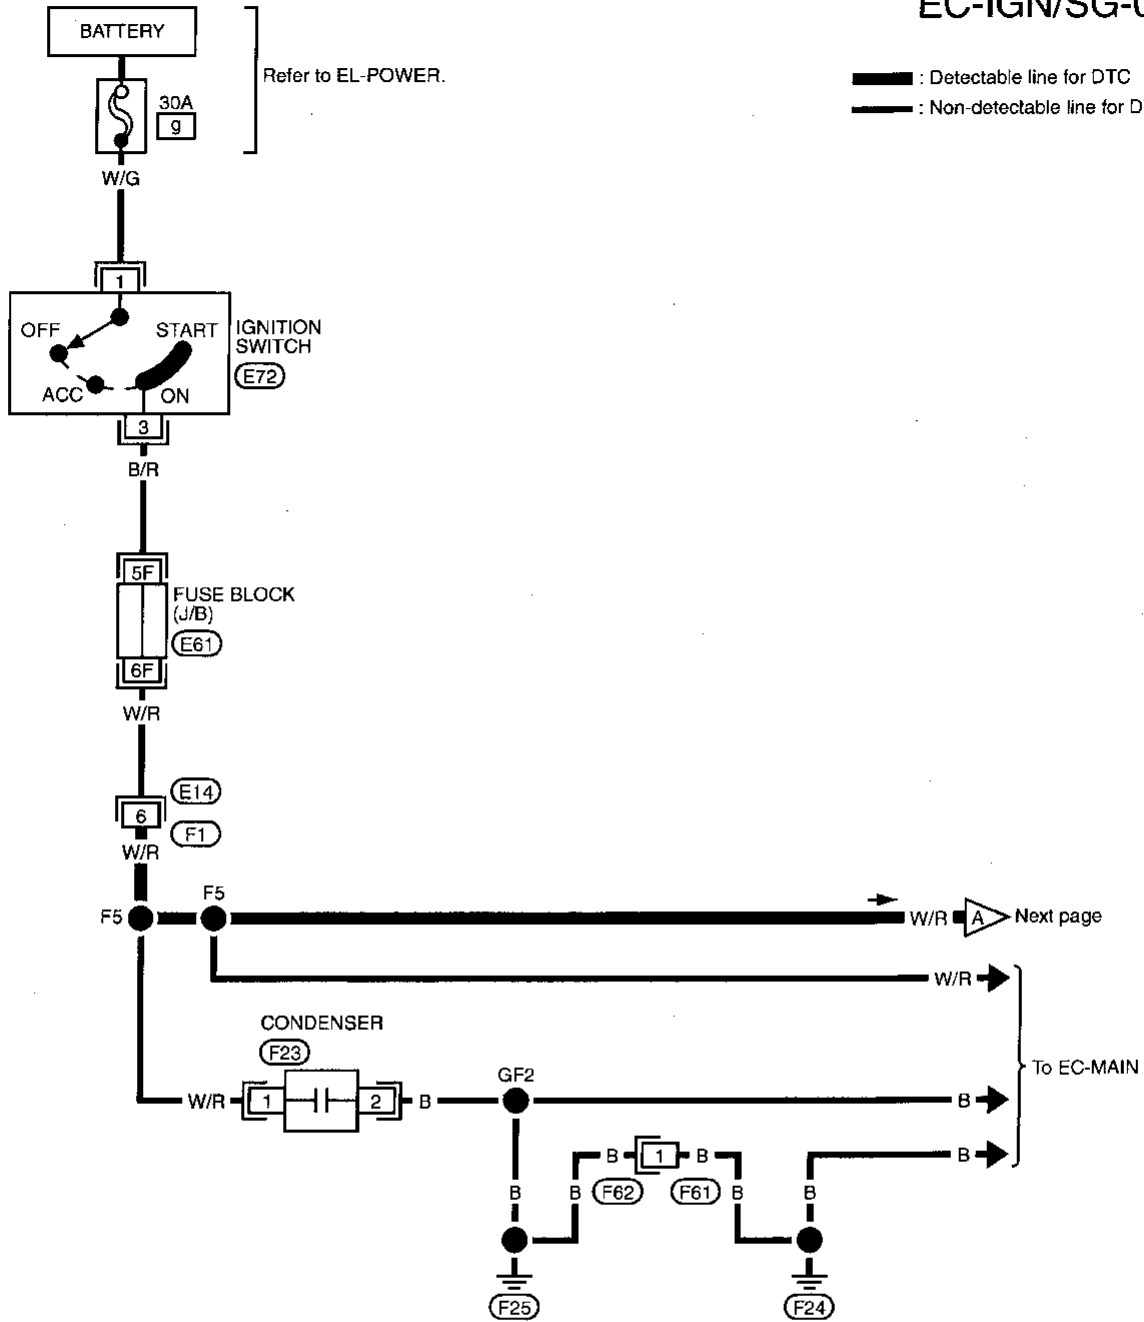 EC-IGN/SG-
BATTERY
Refer to EL-POWER.
: Detectable line for DTC
: Non-detectable line for D
30A
g
W/G
1
OFF
START
IGNITION
SWITCH
E72
ACC
ON
3
B/R
5F
FUSE BLOCK
(J/B)
E61
6F
W/R
E14
6
F1
W/R
F5
F5
W/R
A
Next page
W/R
CONDENSER
F23
To EC-MAIN
W/R
1
2
B
GF2
B
B
1
B
B
B
B
F62
F61
B
B
F25
F24